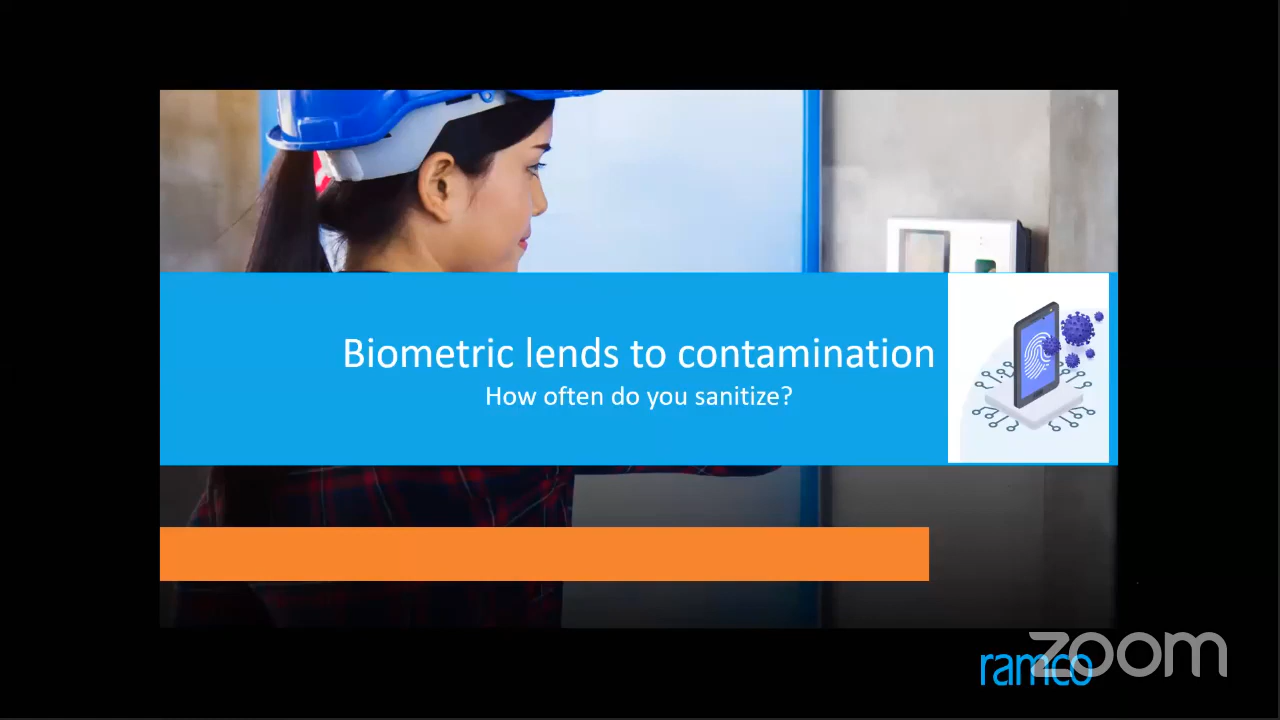 Biometric lends to contamination
How often do you sanitize?
ramco
zoom